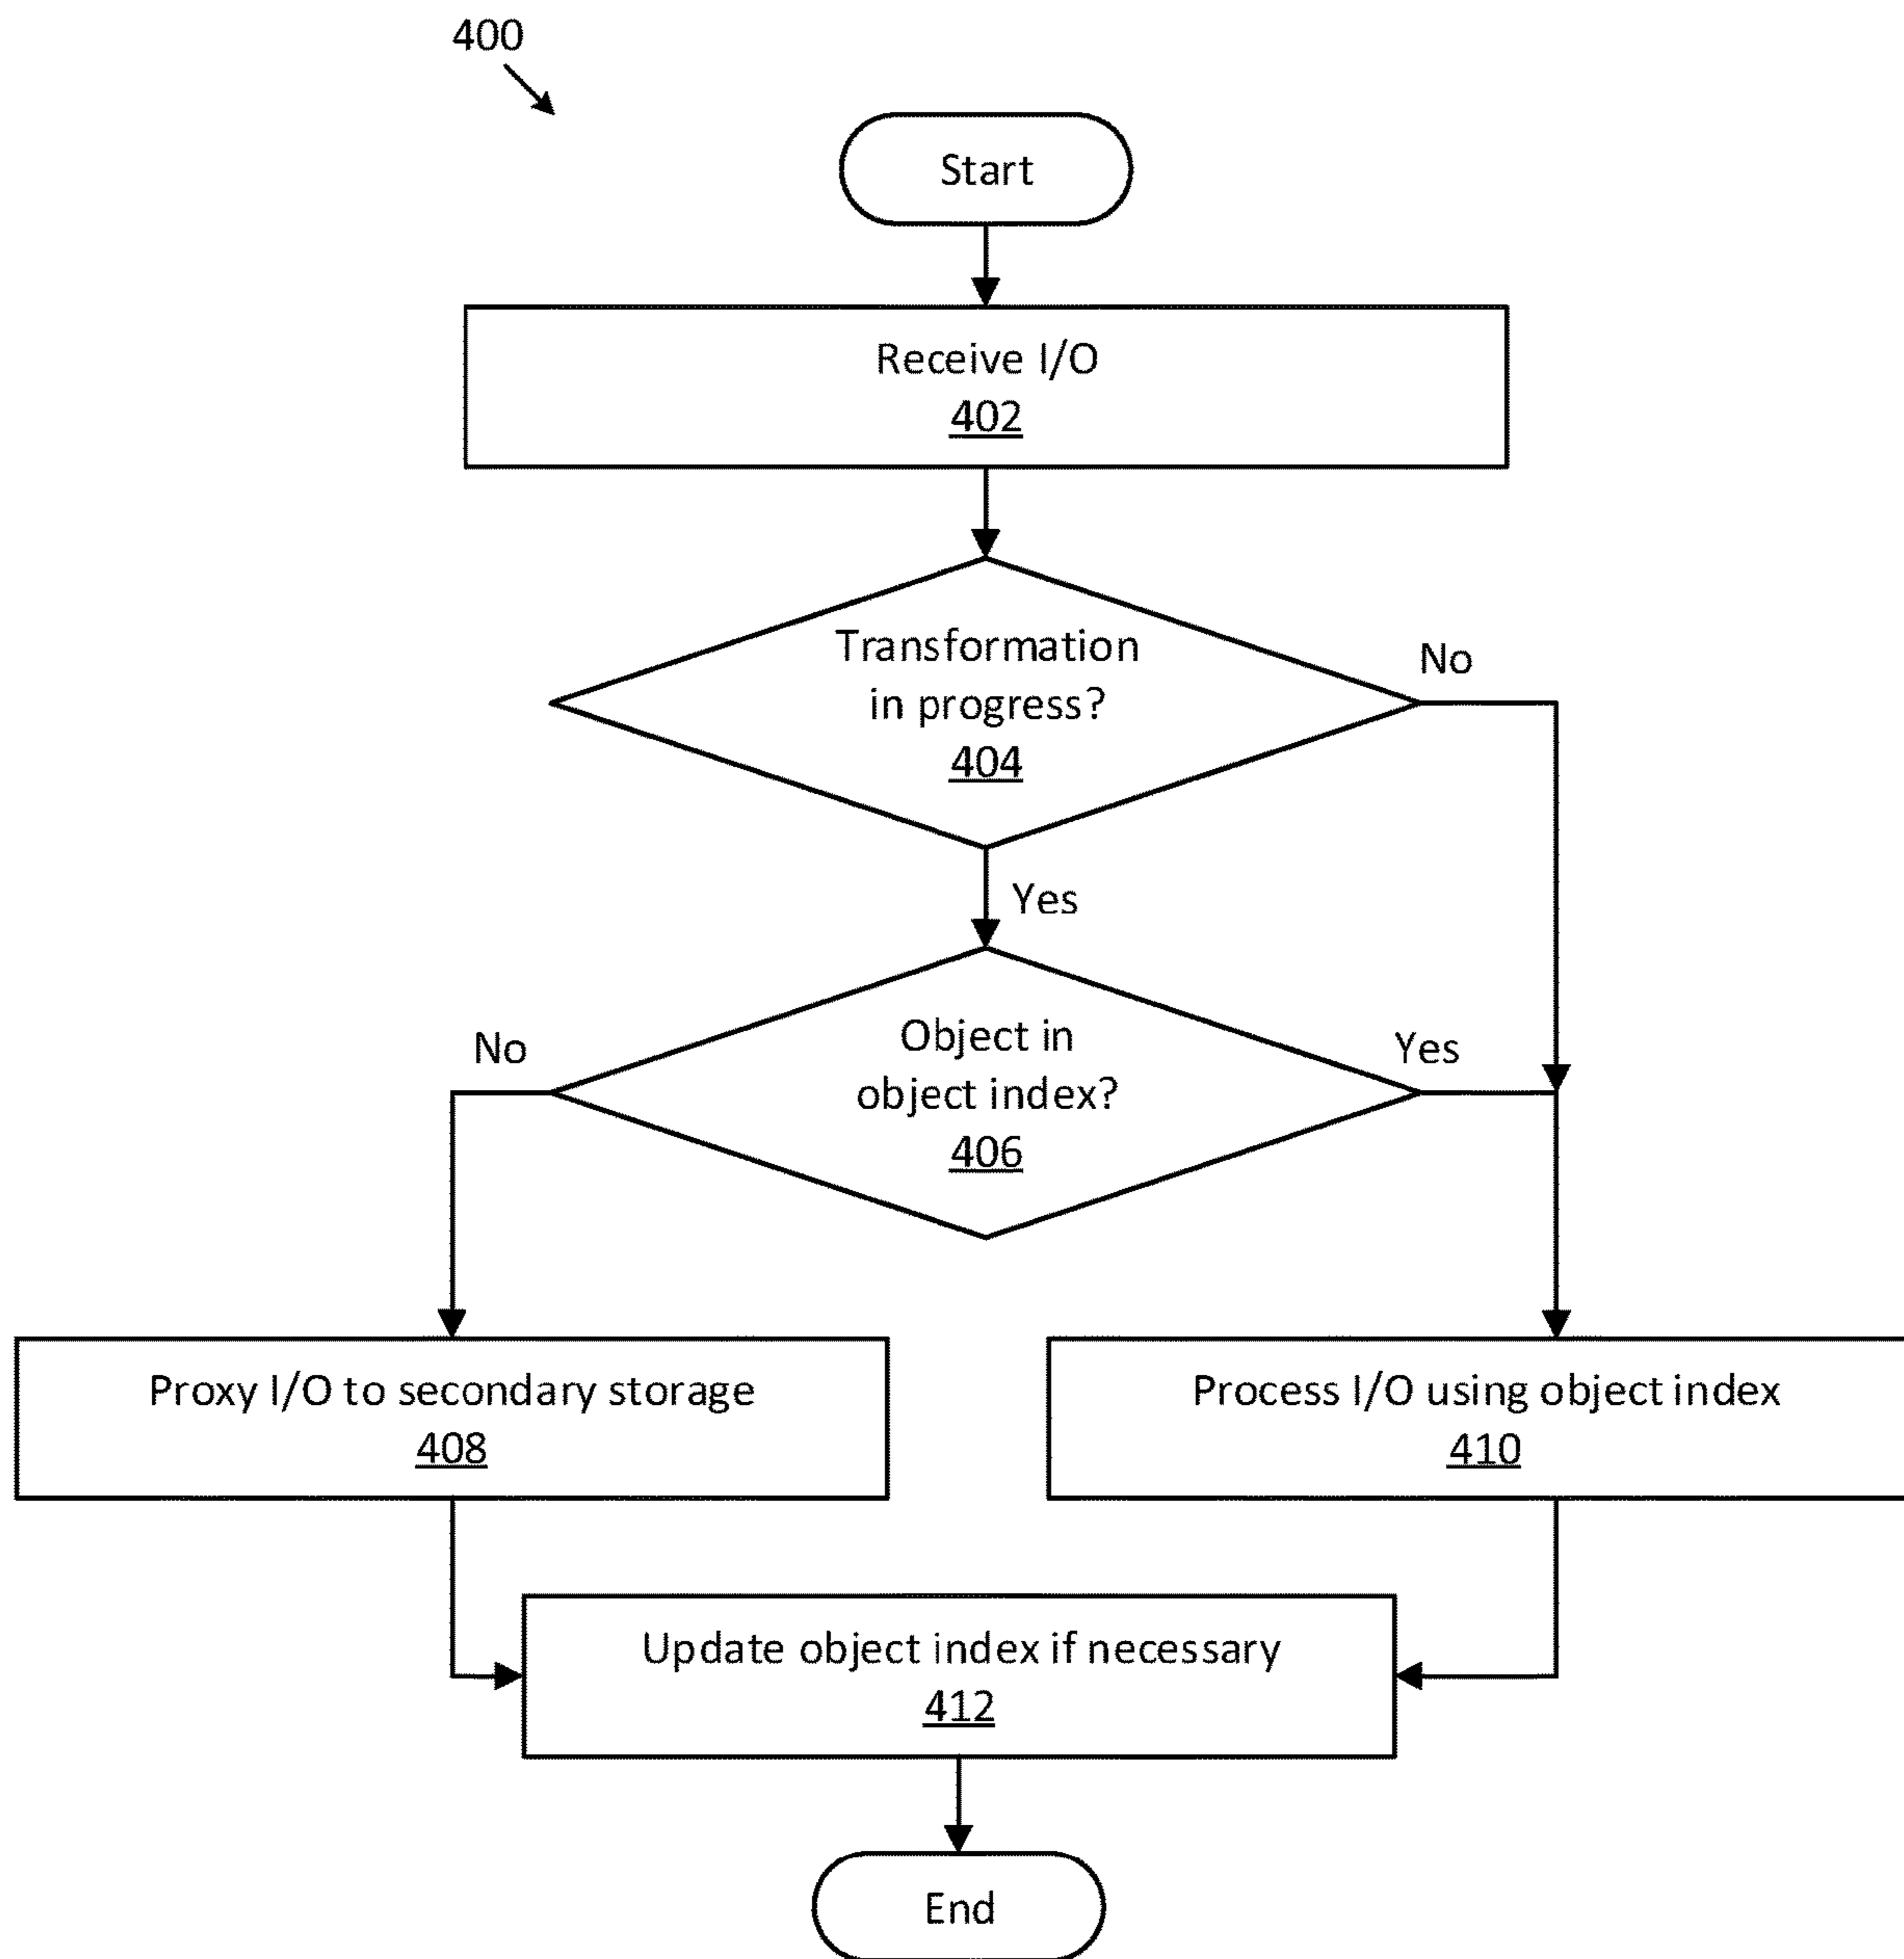 400
Start
Receive I/O
402
Transformation
in progress?
404
No
Yes
Object in
object index?
406
No
Yes
Proxy I/O to secondary storage
408
Process I/O using object index
410
Update object index if necessary
412
End